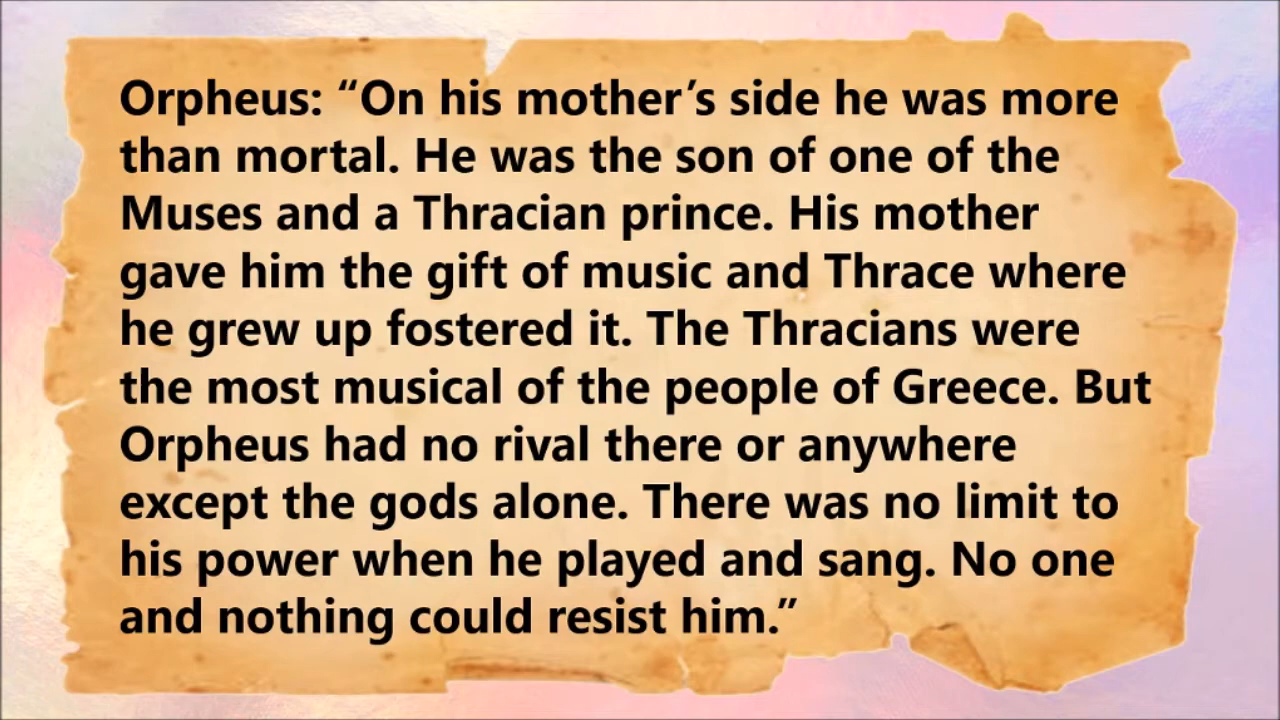 Orpheus: “On his mother’s side he was more
than mortal. He was the son of one of the
Muses and a Thracian prince. His mother
gave him the gift of music and Thrace where
he grew up fostered it. The Thracians were
the most musical of the people of Greece. But
Orpheus had no rival there or anywhere
except the gods alone. There was no limit to
his power when he played and sang. No one
and nothing could resist him.”